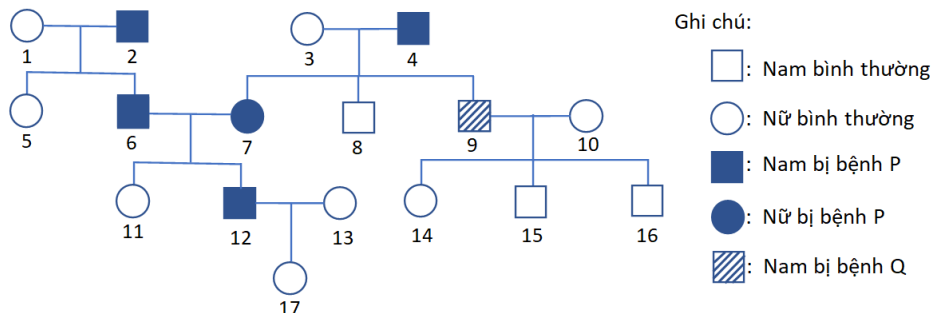 Ghi chú:
1 2 3 4
: Nam bình thường
5 6 7 8 9 10
: Nữ bình thường
: Nam bị bệnh P
11 12 13 14 15 16
: Nữ bị bệnh P
: Nam bị bệnh Q
17